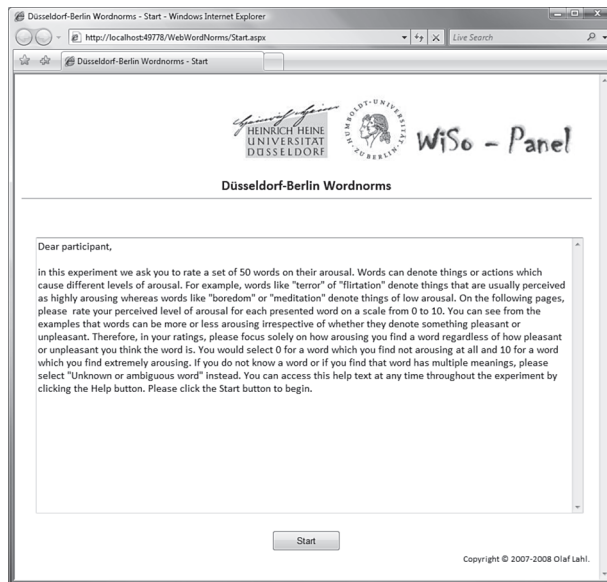 Düsseldorf-Berlin Wordnorms - Start - Windows Internet Explorer
http://localhost:49778/WebWordNorms/Start.aspx
Live Search
Düsseldorf-Berlin Wordnorms - Start
HEINRICH HEINE
UNIVERSITÄT
DÜSSELDORF
HUMBOLDT-UNIVERSITÄT ZU BERLIN
WiSo - Panel
Düsseldorf-Berlin Wordnorms
Dear participant,
in this experiment we ask you to rate a set of 50 words on their arousal. Words can denote things or actions which
cause different levels of arousal. For example, words like "terror" of "flirtation" denote things that are usually perceived
as highly arousing whereas words like "boredom" or "meditation" denote things of low arousal. On the following pages,
please rate your perceived level of arousal for each presented word on a scale from 0 to 10. You can see from the
examples that words can be more or less arousing irrespective of whether they denote something pleasant or
unpleasant. Therefore, in your ratings, please focus solely on how arousing you find a word regardless of how pleasant
or unpleasant you think the word is. You would select 0 for a word which you find not arousing at all and 10 for a word
which you find extremely arousing. If you do not know a word or if you find that word has multiple meanings, please
select "Unknown or ambiguous word" instead. You can access this help text at any time throughout the experiment by
clicking the Help button. Please click the Start button to begin.
Start
Copyright © 2007-2008 Olaf Lahl.